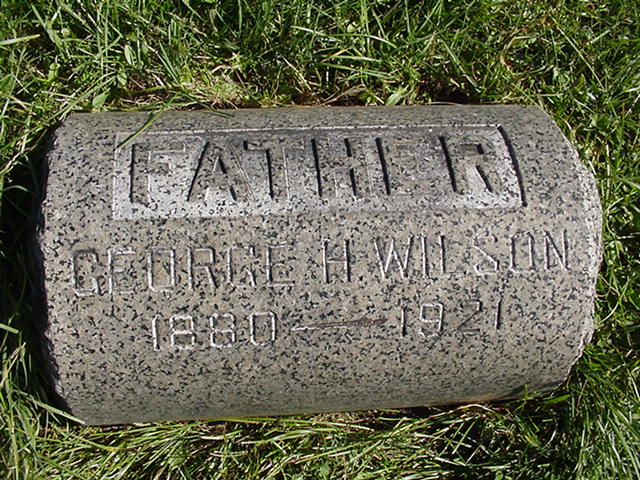 FATHER
GEORGE H. WILSON
1880 — 1921